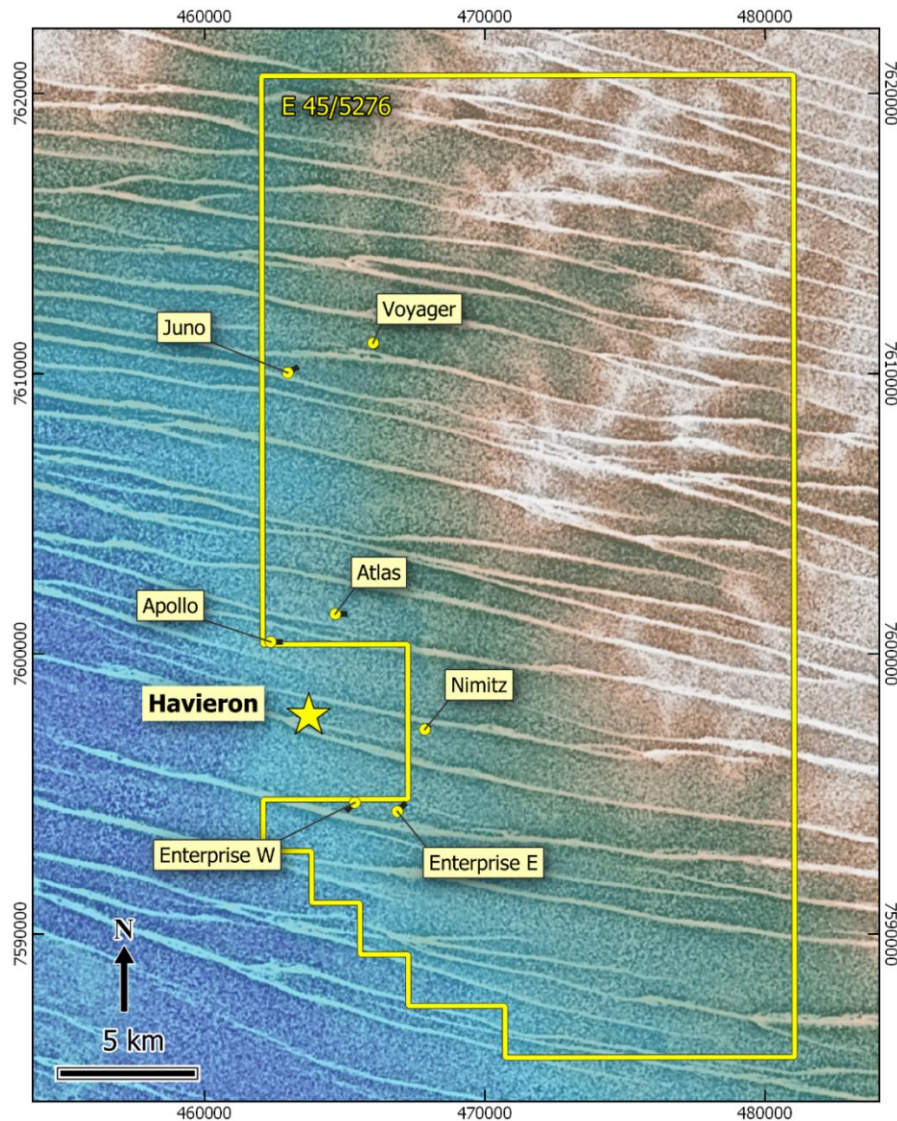 460000 470000 480000
7620000 7620000
E 45/5276
Voyager
Juno
7610000 7610000
Atlas
Apollo
7600000 7600000
Nimitz
Havieron
Enterprise W
Enterprise E
7590000 7590000
N
5 km
460000 470000 480000